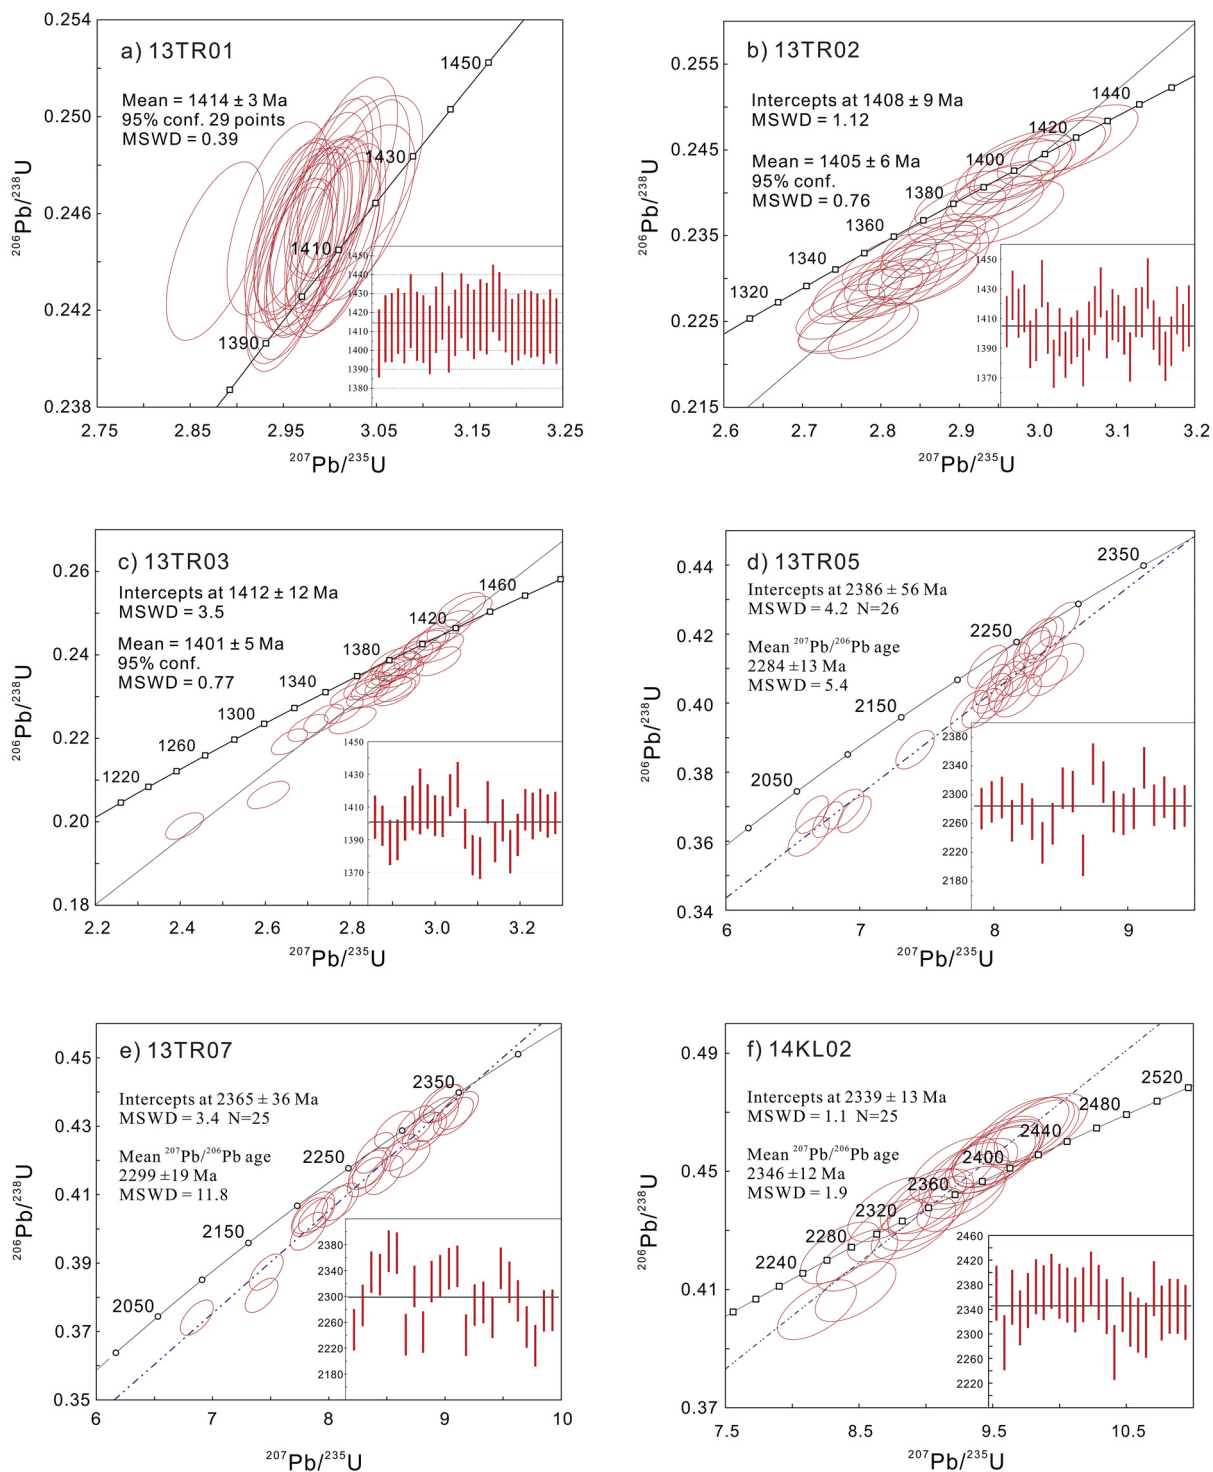 a) 13TR01
Mean = 1414 ± 3 Ma
95% conf. 29 points
MSWD = 0.39
0.254
0.250
0.246
0.242
0.238
206Pb/238U
1450
1430
1410
1390
1450
1440
1430
1420
1410
1400
1390
1380
2.75
2.85
2.95
3.05
3.15
3.25
207Pb/235U
b) 13TR02
Intercepts at 1408 ± 9 Ma
MSWD = 1.12
Mean = 1405 ± 6 Ma
95% conf.
MSWD = 0.76
0.255
0.245
0.235
0.225
0.215
206Pb/238U
1440
1420
1400
1380
1360
1340
1320
1450
1430
1410
1390
1370
2.6
2.7
2.8
2.9
3.0
3.1
3.2
207Pb/235U
c) 13TR03
Intercepts at 1412 ± 12 Ma
MSWD = 3.5
Mean = 1401 ± 5 Ma
95% conf.
MSWD = 0.77
0.26
0.24
0.22
0.20
0.18
206Pb/238U
1460
1420
1380
1340
1300
1260
1220
1450
1430
1410
1390
1370
2.2
2.4
2.6
2.8
3.0
3.2
207Pb/235U
d) 13TR05
Intercepts at 2386 ± 56 Ma
MSWD = 4.2 N=26
Mean 207Pb/206Pb age
2284 ±13 Ma
MSWD = 5.4
0.44
0.42
0.40
0.38
0.36
0.34
206Pb/238U
2350
2250
2150
2050
2380
2340
2300
2260
2220
2180
6
7
8
9
207Pb/235U
e) 13TR07
Intercepts at 2365 ± 36 Ma
MSWD = 3.4 N=25
Mean 207Pb/206Pb age
2299 ±19 Ma
MSWD = 11.8
0.45
0.43
0.41
0.39
0.37
0.35
206Pb/238U
2350
2250
2150
2050
2380
2340
2300
2260
2220
2180
6
7
8
9
10
207Pb/235U
f) 14KL02
Intercepts at 2339 ± 13 Ma
MSWD = 1.1 N=25
Mean 207Pb/206Pb age
2346 ±12 Ma
MSWD = 1.9
0.49
0.45
0.41
0.37
206Pb/238U
2520
2480
2440
2400
2360
2320
2280
2240
2460
2420
2380
2340
2300
2260
2220
7.5
8.5
9.5
10.5
207Pb/235U